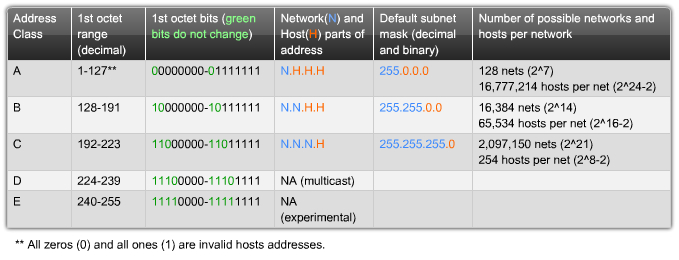 Address Class	1st octet range (decimal)	1st octet bits (green bits do not change)	Network(N) and Host(H) parts of address	Default subnet mask (decimal and binary)	Number of possible networks and hosts per network
A	1-127**	00000000-01111111	N.H.H.H	255.0.0.0	128 nets (2^7)
16,777,214 hosts per net (2^24-2)
B	128-191	10000000-10111111	N.N.H.H	255.255.0.0	16,384 nets (2^14)
65,534 hosts per net (2^16-2)
C	192-223	11000000-11011111	N.N.N.H	255.255.255.0	2,097,150 nets (2^21)
254 hosts per net (2^8-2)
D	224-239	11100000-11101111	NA (multicast)
E	240-255	11110000-11111111	NA (experimental)
** All zeros (0) and all ones (1) are invalid hosts addresses.